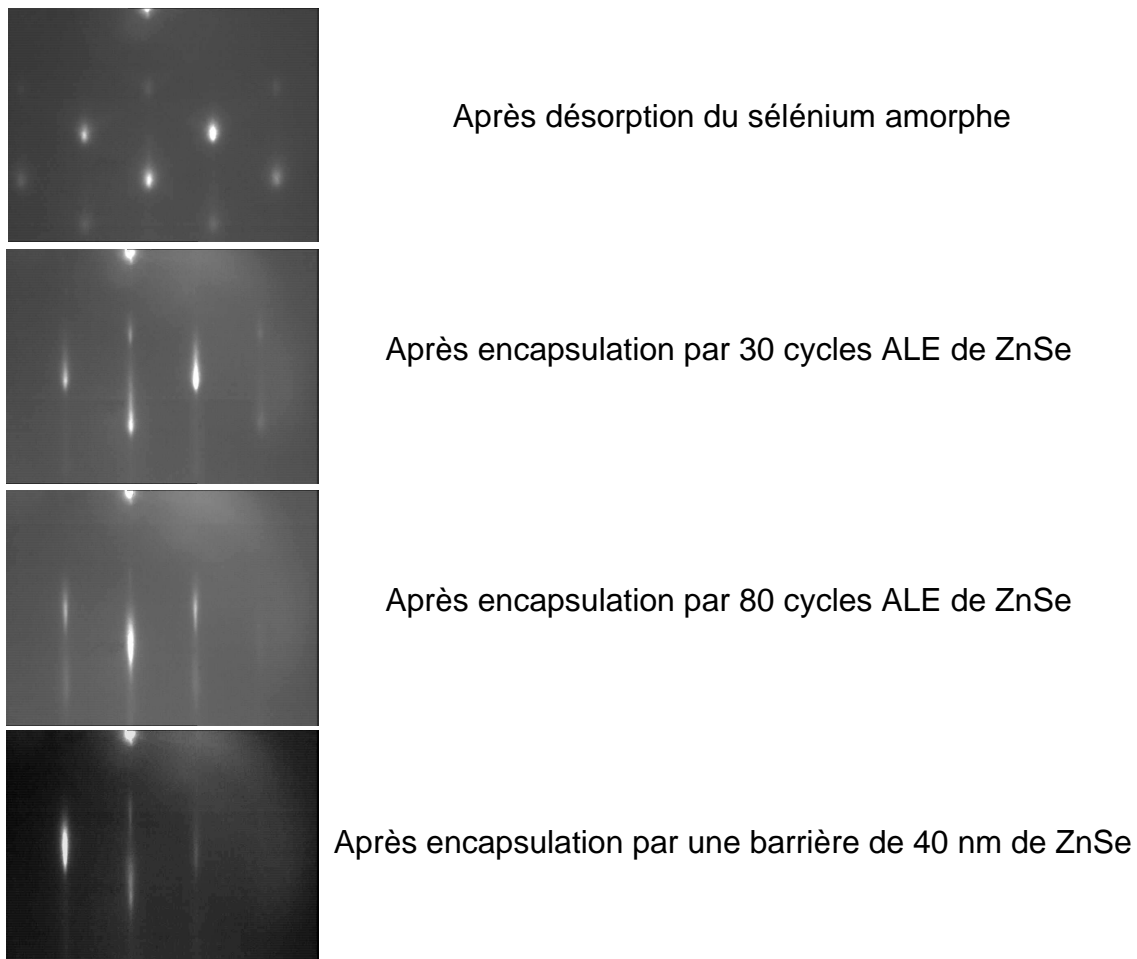 Après désorption du sélénium amorphe
Après encapsulation par 30 cycles ALE de ZnSe
Après encapsulation par 80 cycles ALE de ZnSe
Après encapsulation par une barrière de 40 nm de ZnSe